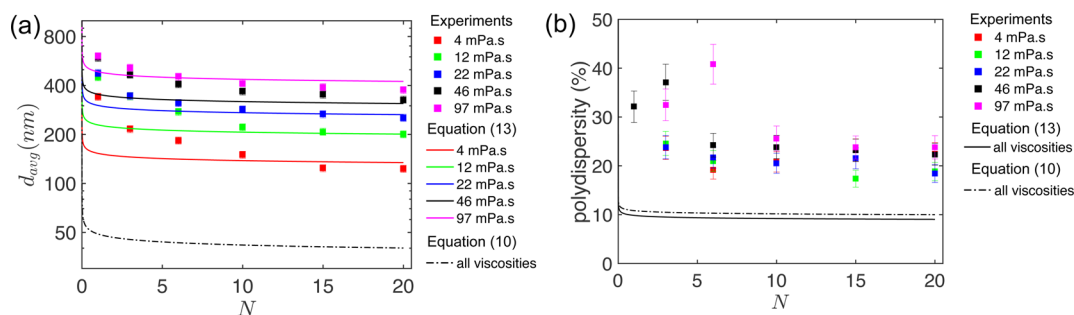 (a)
800
400
200
100
50
d_avg (nm)
0
5
10
15
20
N
Experiments
4 mPa.s
12 mPa.s
22 mPa.s
46 mPa.s
97 mPa.s
Equation (13)
4 mPa.s
12 mPa.s
22 mPa.s
46 mPa.s
97 mPa.s
Equation (10)
all viscosities
(b)
50
40
30
20
10
0
polydispersity (%)
0
5
10
15
20
N
Experiments
4 mPa.s
12 mPa.s
22 mPa.s
46 mPa.s
97 mPa.s
Equation (13)
all viscosities
Equation (10)
all viscosities